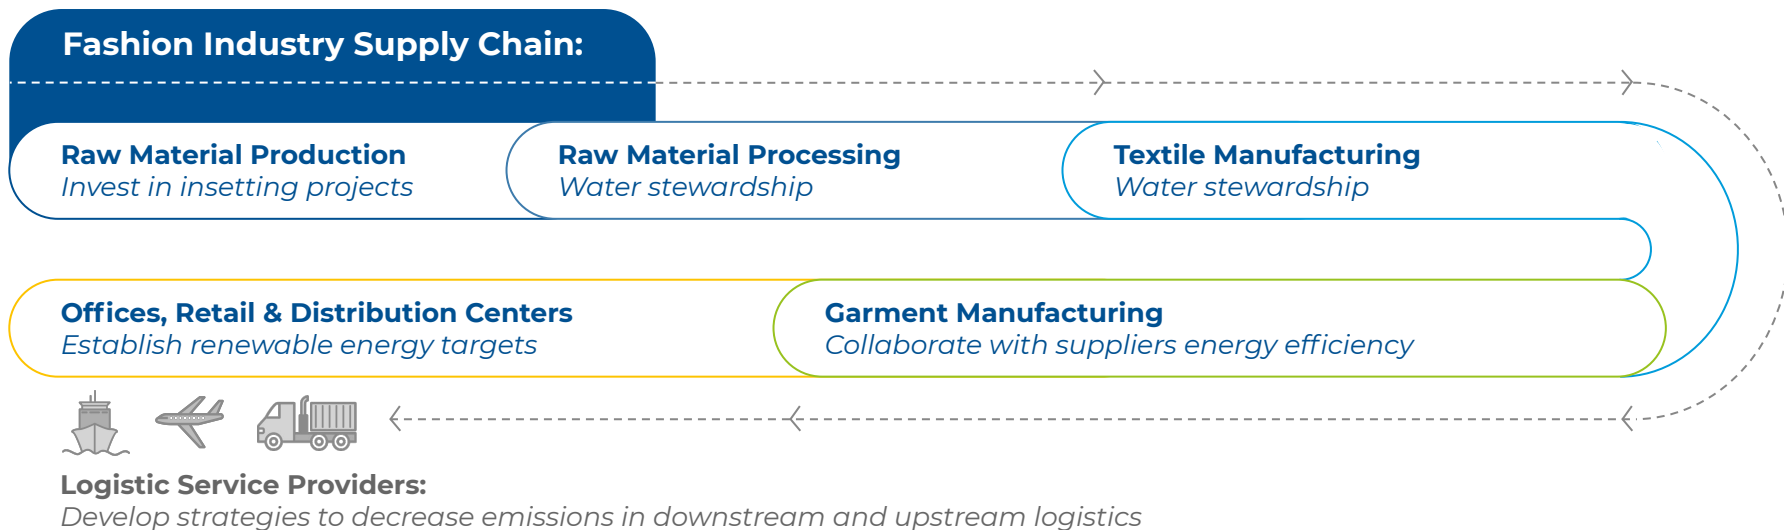 Fashion Industry Supply Chain:
Raw Material Production
Invest in insetting projects
Raw Material Processing
Water stewardship
Textile Manufacturing
Water stewardship
Offices, Retail & Distribution Centers
Establish renewable energy targets
Garment Manufacturing
Collaborate with suppliers energy efficiency
Logistic Service Providers:
Develop strategies to decrease emissions in downstream and upstream logistics